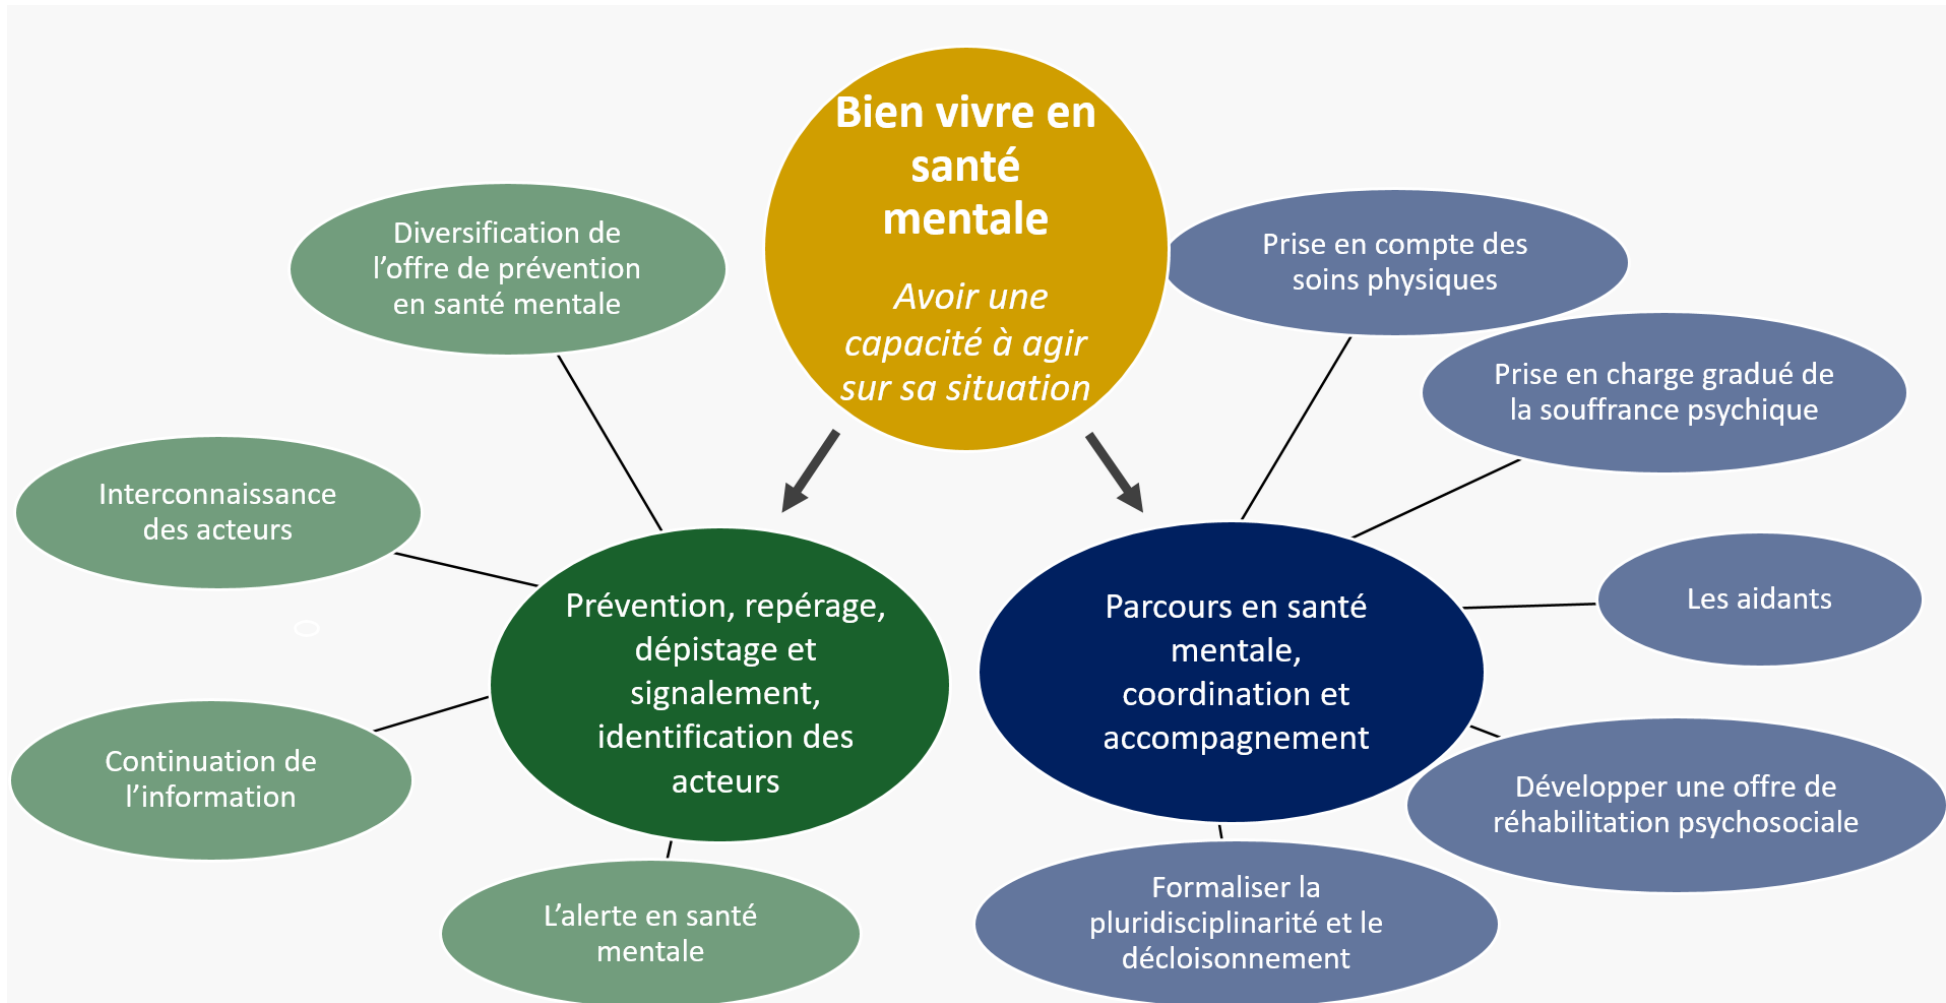 Bien vivre en
santé
mentale
Avoir une
capacité à agir
sur sa situation
Diversification de
l’offre de prévention
en santé mentale
Interconnaissance
des acteurs
Continuation de
l’information
L’alerte en santé
mentale
Prévention, repérage,
dépistage et
signalement,
identification des
acteurs
Parcours en santé
mentale,
coordination et
accompagnement
Prise en compte des
soins physiques
Prise en charge gradué de
la souffrance psychique
Les aidants
Développer une offre de
réhabilitation psychosociale
Formaliser la
pluridisciplinarité et le
décloisonnement